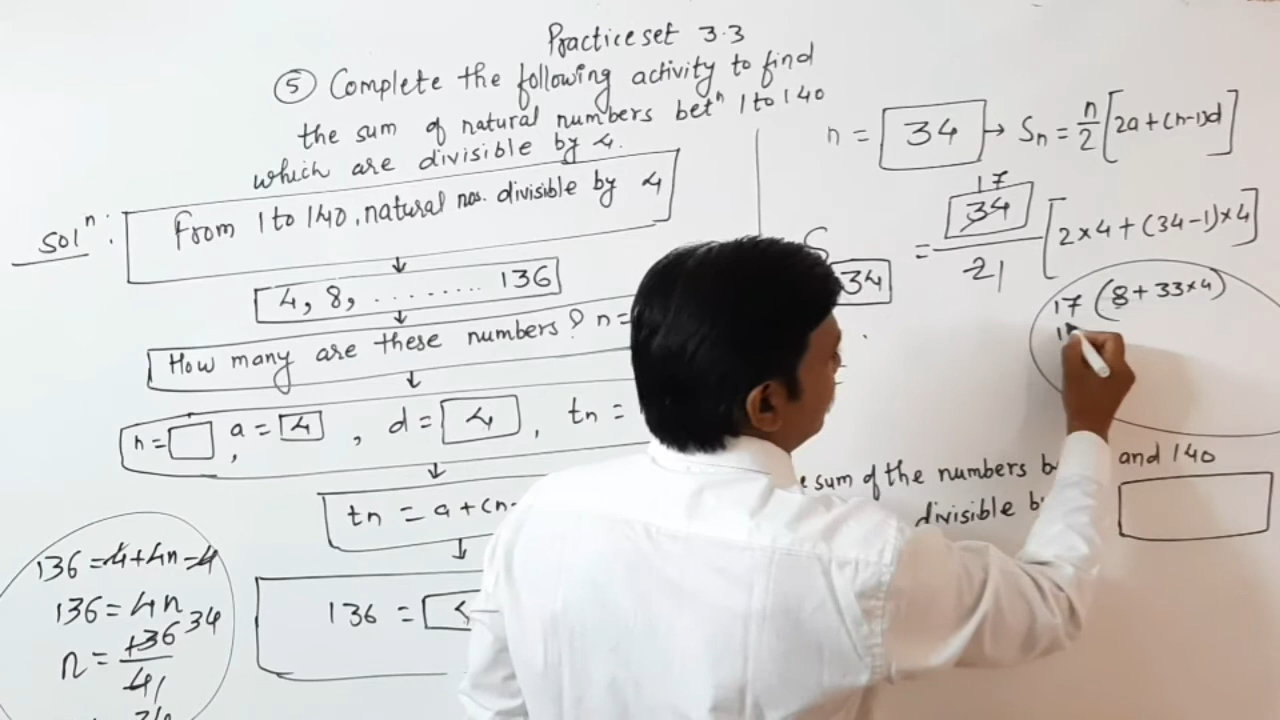 Practice set 3.3
⑤ Complete the following activity to find
the sum of natural numbers betⁿ 1 to 140
which are divisible by 4.
Solⁿ :
From 1 to 140, natural nos. divisible by 4
4, 8, ........ 136
How many are these numbers? n =
n = , a = 4 , d = 4 , tn =
tn = a + (n-
136 = 4
136 = 4 + 4n - 4
136 = 4n
n = 136 34
4 1
34
n = 34 → Sn = n/2 [2a + (n-1)d]
S 34
17
= 34 / 2 1 [2×4 + (34-1)×4]
17 (8 + 33×4)
sum of the numbers b and 140
divisible b